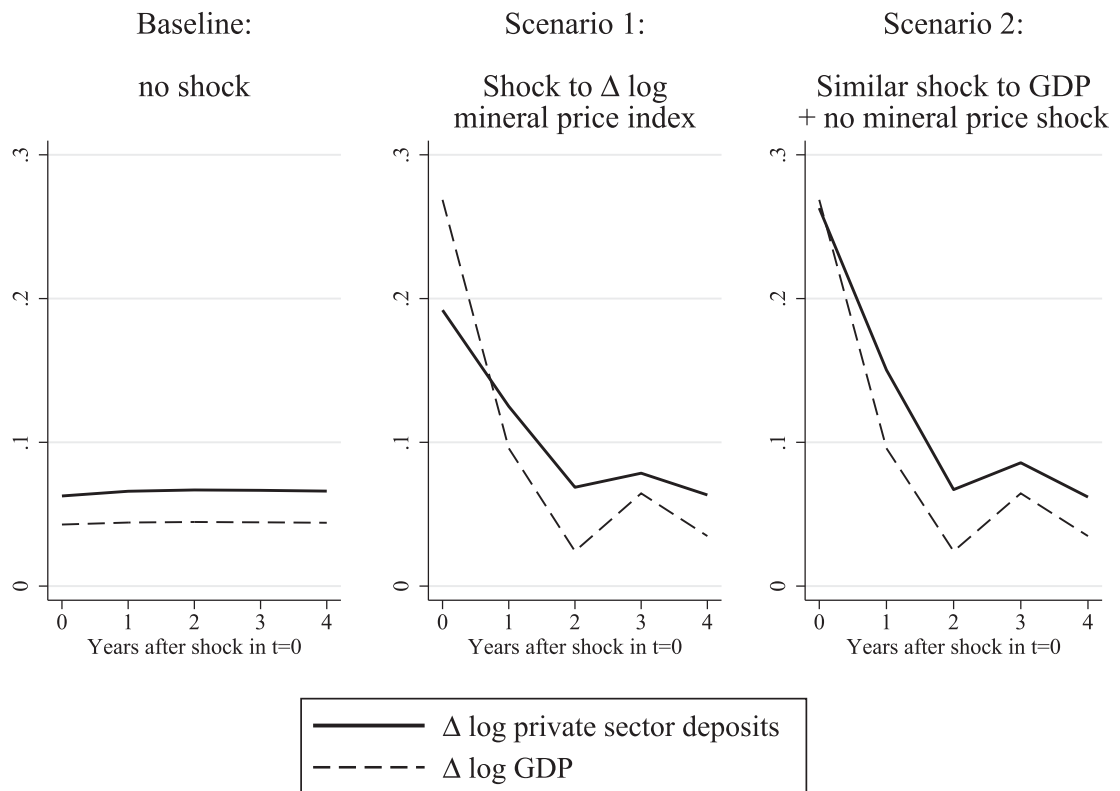 Baseline:
no shock
Scenario 1:
Shock to Δ log
mineral price index
Scenario 2:
Similar shock to GDP
+ no mineral price shock
.3
.2
.1
0
0 1 2 3 4
Years after shock in t=0
.3
.2
.1
0
0 1 2 3 4
Years after shock in t=0
.3
.2
.1
0
0 1 2 3 4
Years after shock in t=0
Δ log private sector deposits
Δ log GDP